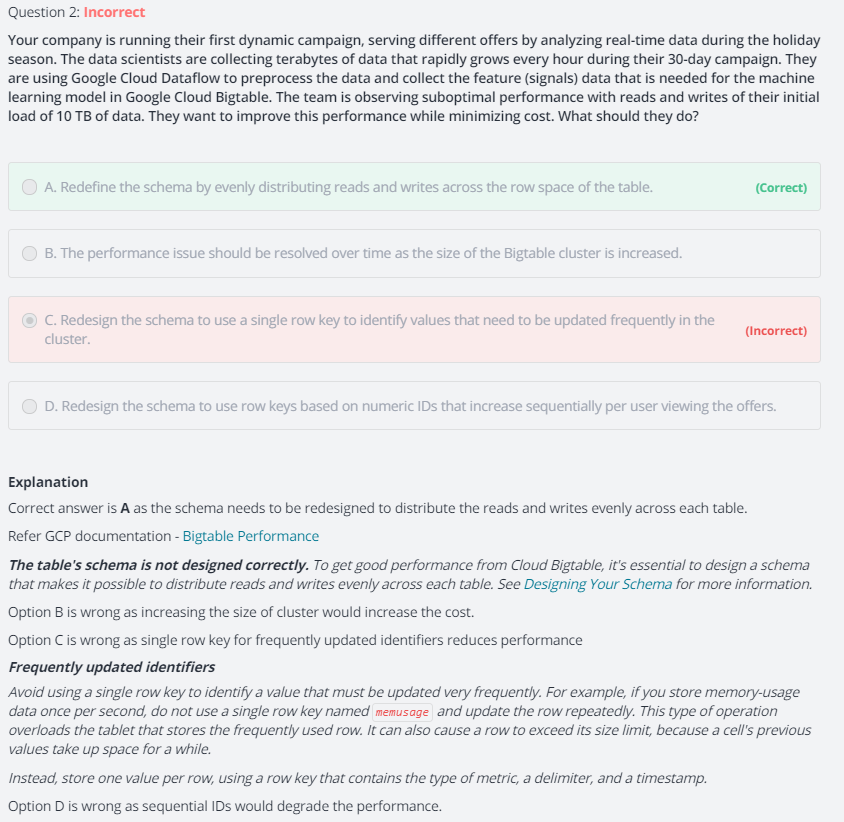 Question 2: Incorrect
Your company is running their first dynamic campaign, serving different offers by analyzing real-time data during the holiday
season. The data scientists are collecting terabytes of data that rapidly grows every hour during their 30-day campaign. They
are using Google Cloud Dataflow to preprocess the data and collect the feature (signals) data that is needed for the machine
learning model in Google Cloud Bigtable. The team is observing suboptimal performance with reads and writes of their initial
load of 10 TB of data. They want to improve this performance while minimizing cost. What should they do?
A. Redefine the schema by evenly distributing reads and writes across the row space of the table. (Correct)
B. The performance issue should be resolved over time as the size of the Bigtable cluster is increased.
C. Redesign the schema to use a single row key to identify values that need to be updated frequently in the
cluster. (Incorrect)
D. Redesign the schema to use row keys based on numeric IDs that increase sequentially per user viewing the offers.
Explanation
Correct answer is A as the schema needs to be redesigned to distribute the reads and writes evenly across each table.
Refer GCP documentation - Bigtable Performance
The table's schema is not designed correctly. To get good performance from Cloud Bigtable, it's essential to design a schema
that makes it possible to distribute reads and writes evenly across each table. See Designing Your Schema for more information.
Option B is wrong as increasing the size of cluster would increase the cost.
Option C is wrong as single row key for frequently updated identifiers reduces performance
Frequently updated identifiers
Avoid using a single row key to identify a value that must be updated very frequently. For example, if you store memory-usage
data once per second, do not use a single row key named memusage and update the row repeatedly. This type of operation
overloads the tablet that stores the frequently used row. It can also cause a row to exceed its size limit, because a cell's previous
values take up space for a while.
Instead, store one value per row, using a row key that contains the type of metric, a delimiter, and a timestamp.
Option D is wrong as sequential IDs would degrade the performance.